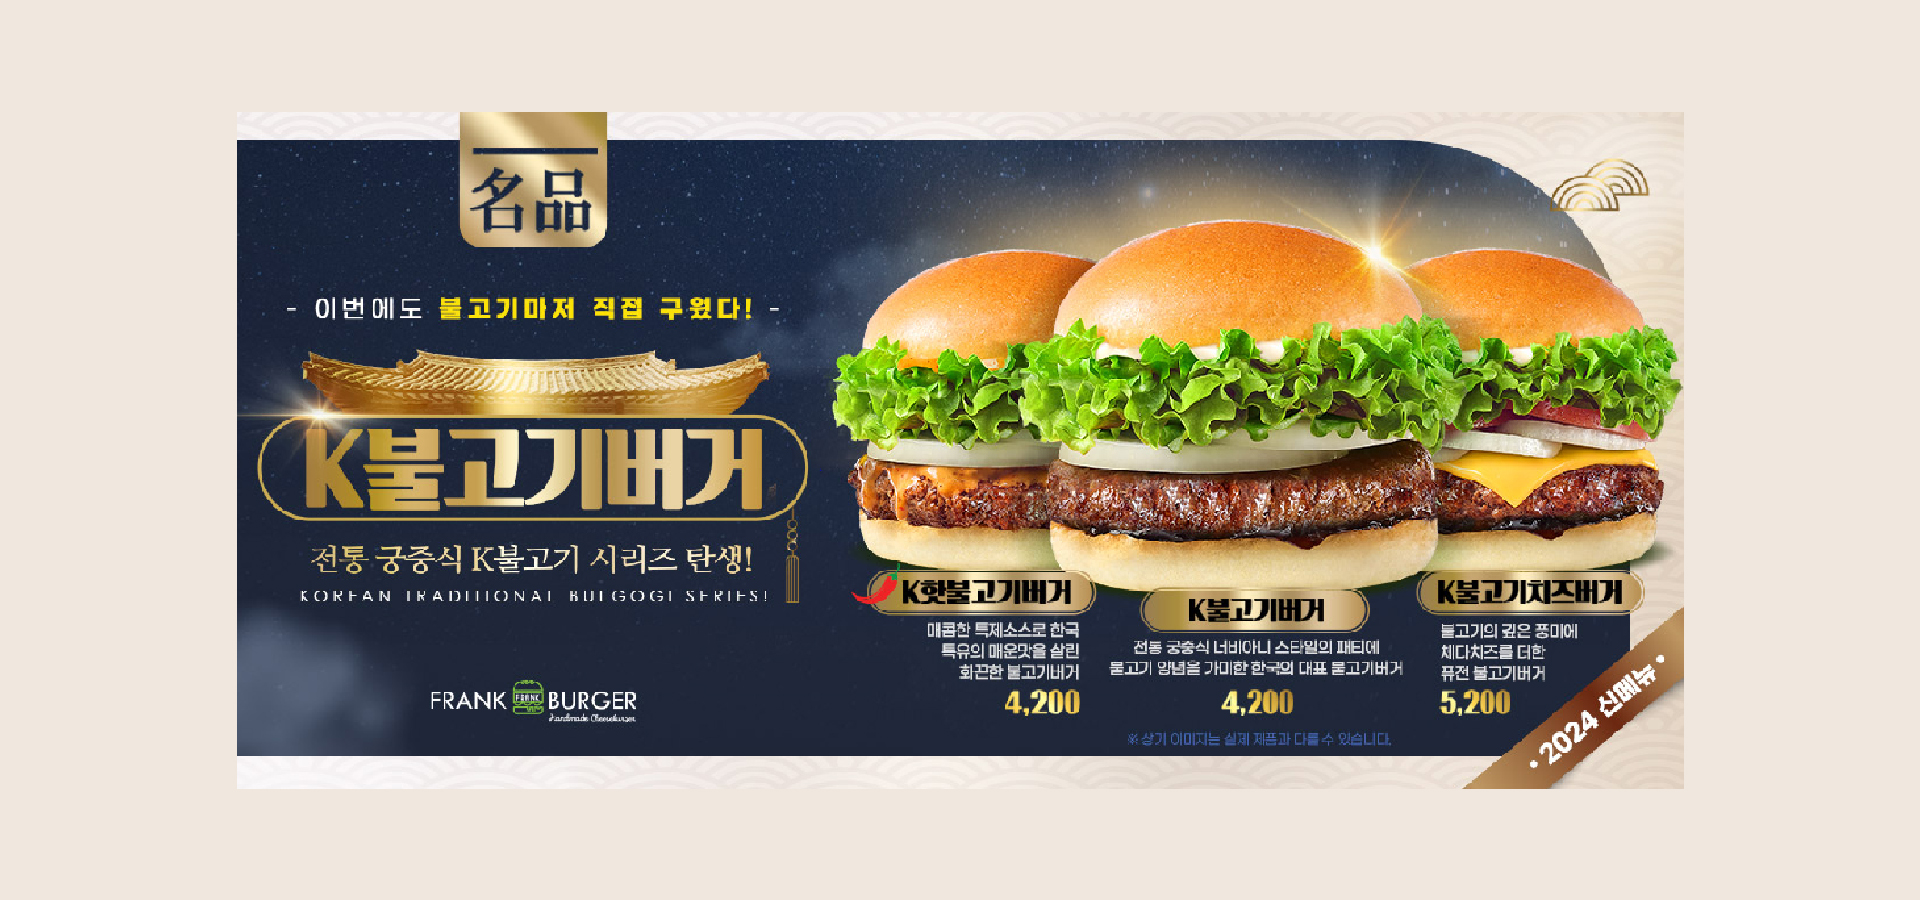 名品
- 이번에도 불고기마저 직접 구웠다! -
K불고기버거
전통 궁중식 K불고기 시리즈 탄생!
KOREAN TRADITIONAL BULGOGI SERIES!
FRANK FRANK BURGER
Handmade Cheeseburger
K핫불고기버거
매콤한 특제소스로 한국
특유의 매운맛을 살린
화끈한 불고기버거
4,200
K불고기버거
전통 궁중식 너비아니 스타일의 패티에
불고기 양념을 가미한 한국의 대표 불고기버거
4,200
K불고기치즈버거
불고기의 깊은 풍미에
체다치즈를 더한
퓨전 불고기버거
5,200
※ 상기 이미지는 실제 제품과 다를 수 있습니다.
• 2024 신메뉴 •